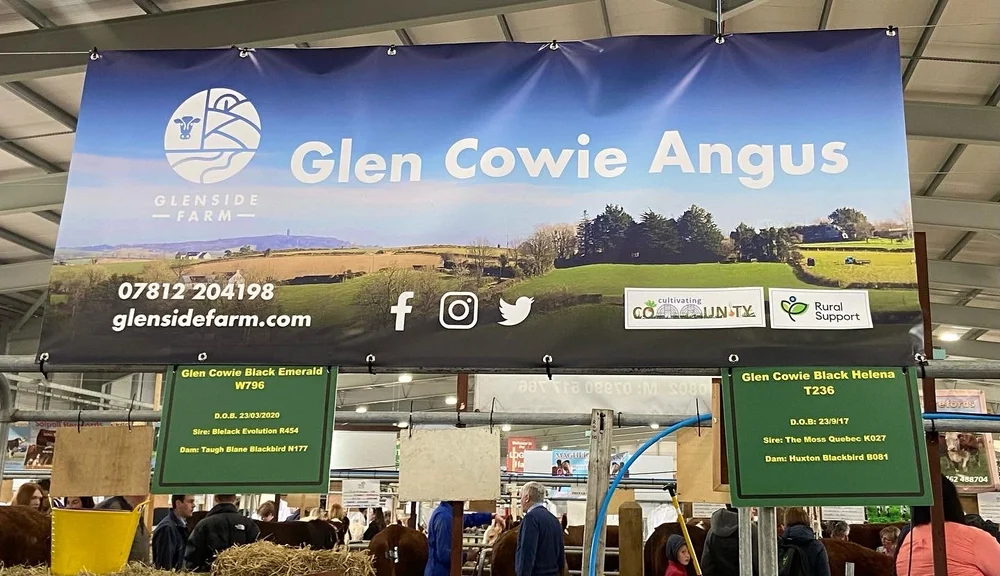 Glen Cowie Angus
GLENSIDE
FARM
07812 204198
glensidefarm.com
cultivating
COMMUNITY
Rural
Support
Glen Cowie Black Emerald
W796
D.O.B. 23/03/2020
Sire: Blelack Evolution R454
Dam: Taugh Blane Blackbird N177
Glen Cowie Black Helena
T236
D.O.B: 23/9/17
Sire: The Moss Quebec K027
Dam: Huxton Blackbird B081
762 488704